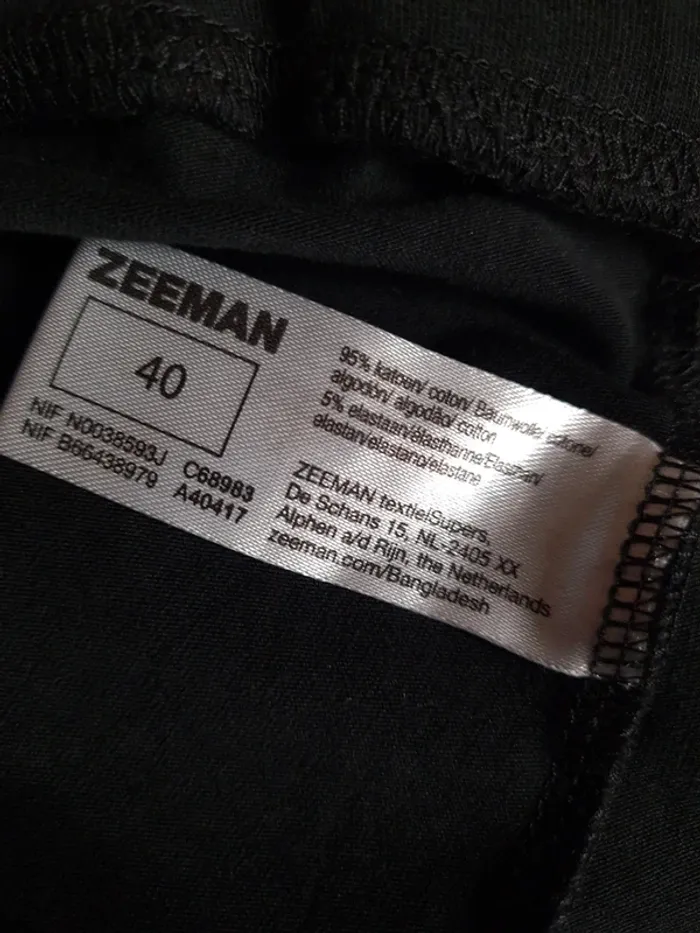 ZEEMAN
40
NIF N0038593J C68983
NIF B66438979 A40417
95% katoen/ coton/ Baumwolle/ cotone/
algodón/ algodão/ cotton
5% elastaan/élasthanne/Elasthan/
elastan/elastano/elastane
ZEEMAN textielSupers,
De Schans 15, NL-2405 XX
Alphen a/d Rijn, the Netherlands
zeeman.com/Bangladesh